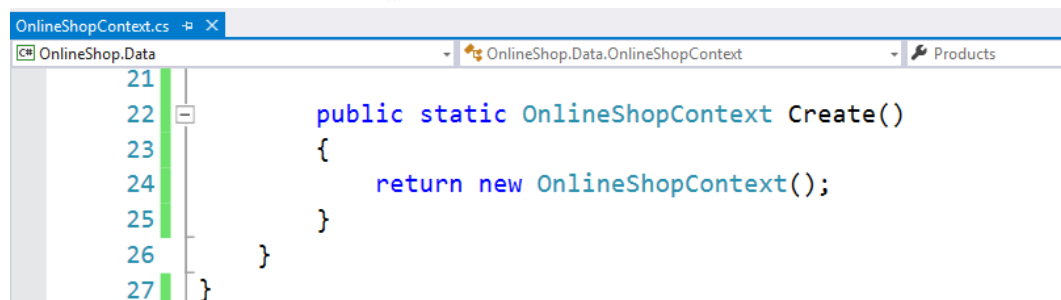 OnlineShopContext.cs
C# OnlineShop.Data OnlineShop.Data.OnlineShopContext Products
21
22 public static OnlineShopContext Create()
23 {
24 return new OnlineShopContext();
25 }
26 }
27 }